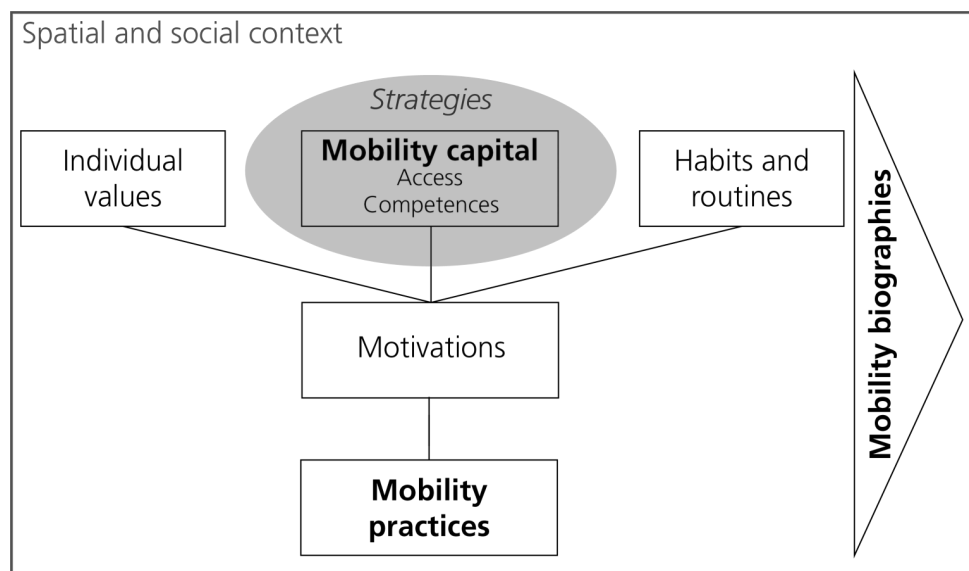 Spatial and social context
Strategies
Individual
values
Mobility capital
Access
Competences
Habits and
routines
Motivations
Mobility
practices
Mobility biographies